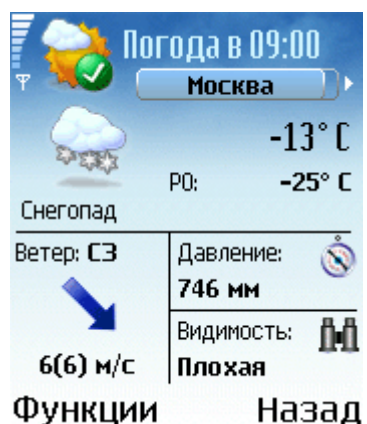 Погода в 09:00
Москва
-13° C
РО: -25° C
Снегопад
Ветер: СЗ
Давление:
746 мм
Видимость:
6(6) м/с
Плохая
Функции Назад